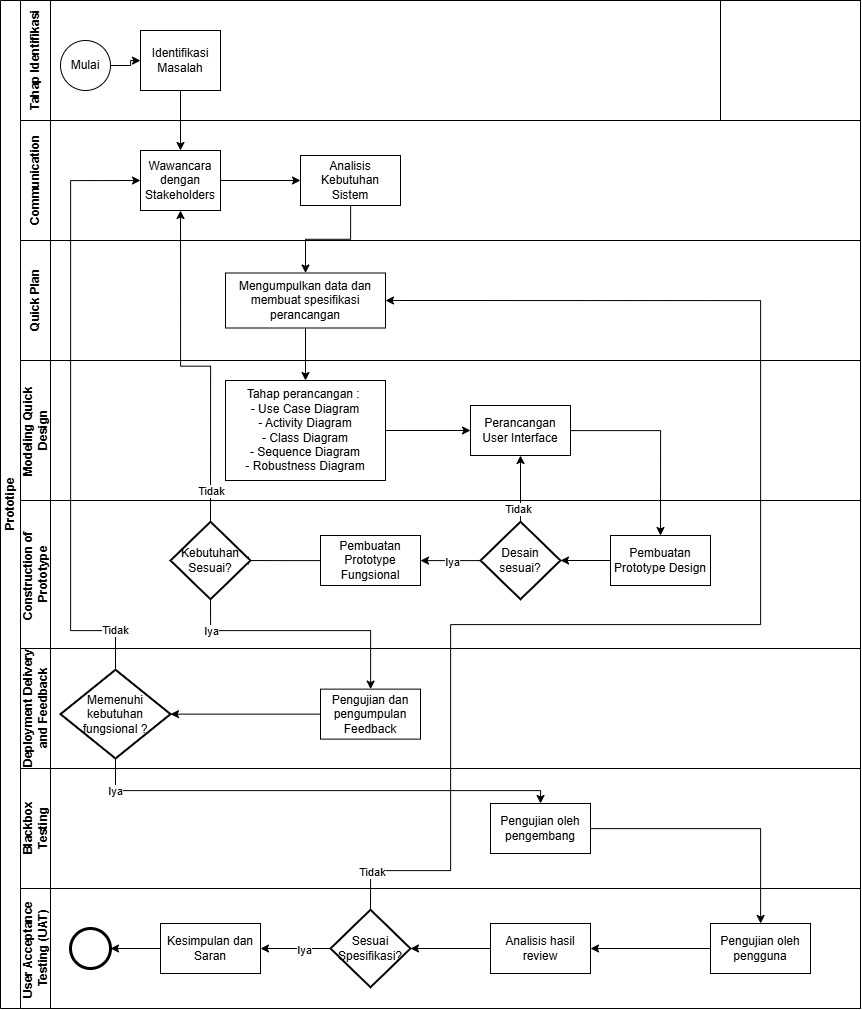 Prototipe
Tahap Identifikasi
Mulai
Identifikasi
Masalah
Communication
Wawancara
dengan
Stakeholders
Analisis
Kebutuhan
Sistem
Quick Plan
Mengumpulkan data dan
membuat spesifikasi
perancangan
Modeling Quick
Design
Tahap perancangan :
- Use Case Diagram
- Activity Diagram
- Class Diagram
- Sequence Diagram
- Robustness Diagram
Perancangan
User Interface
Tidak
Tidak
Construction of
Prototype
Kebutuhan
Sesuai?
Pembuatan
Prototype
Fungsional
Iya
Desain
sesuai?
Pembuatan
Prototype Design
Iya
Tidak
Deployment Delivery
and Feedback
Memenuhi
kebutuhan
fungsional ?
Pengujian dan
pengumpulan
Feedback
Iya
Blackbox
Testing
Pengujian oleh
pengembang
Tidak
User Acceptance
Testing (UAT)
Kesimpulan dan
Saran
Iya
Sesuai
Spesifikasi?
Analisis hasil
review
Pengujian oleh
pengguna